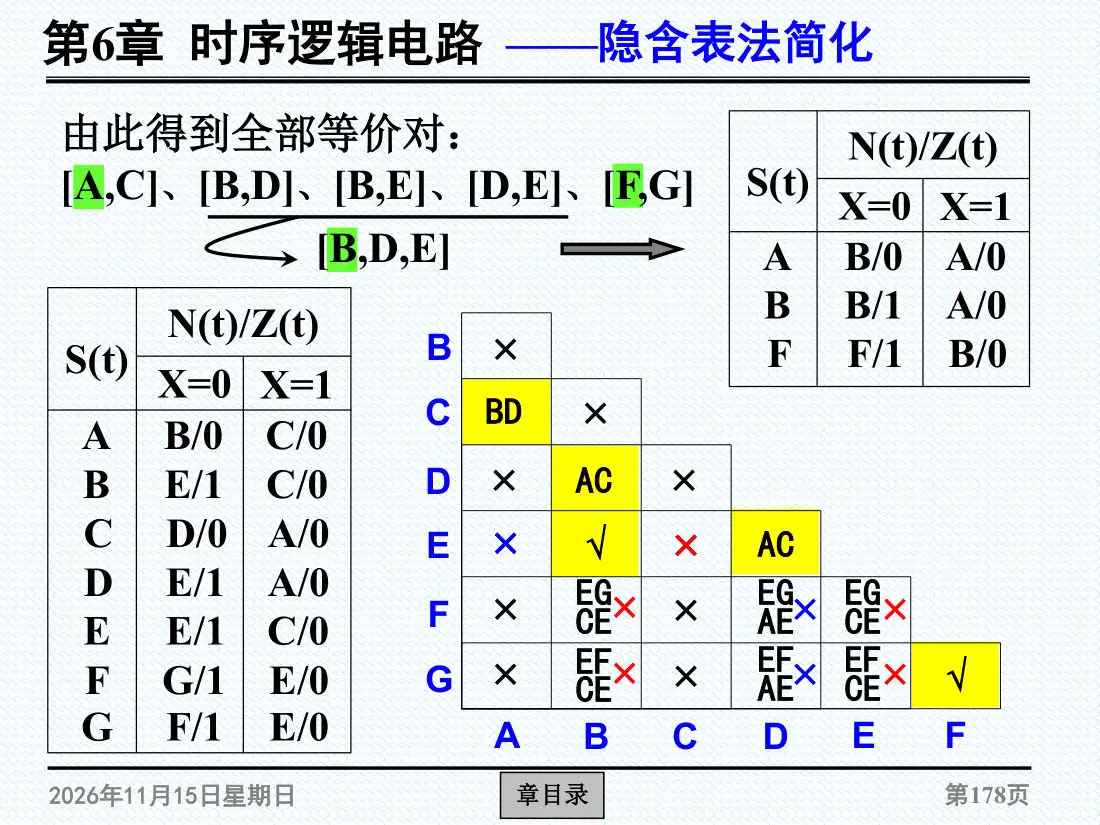 第6章 时序逻辑电路 ——隐含表法简化
由此得到全部等价对：
[A,C]、[B,D]、[B,E]、[D,E]、[F,G]
[B,D,E]
S(t) N(t)/Z(t)
X=0 X=1
A B/0 A/0
B B/1 A/0
F F/1 B/0
S(t) N(t)/Z(t)
X=0 X=1
A B/0 C/0
B E/1 C/0
C D/0 A/0
D E/1 A/0
E E/1 C/0
F G/1 E/0
G F/1 E/0
B ×
C BD ×
D × AC ×
E × √ × AC
F × EG CE× × EG AE× EG CE×
G × EF CE× × EF AE× EF CE× √
A B C D E F
2026年11月15日星期日 章目录 第178页